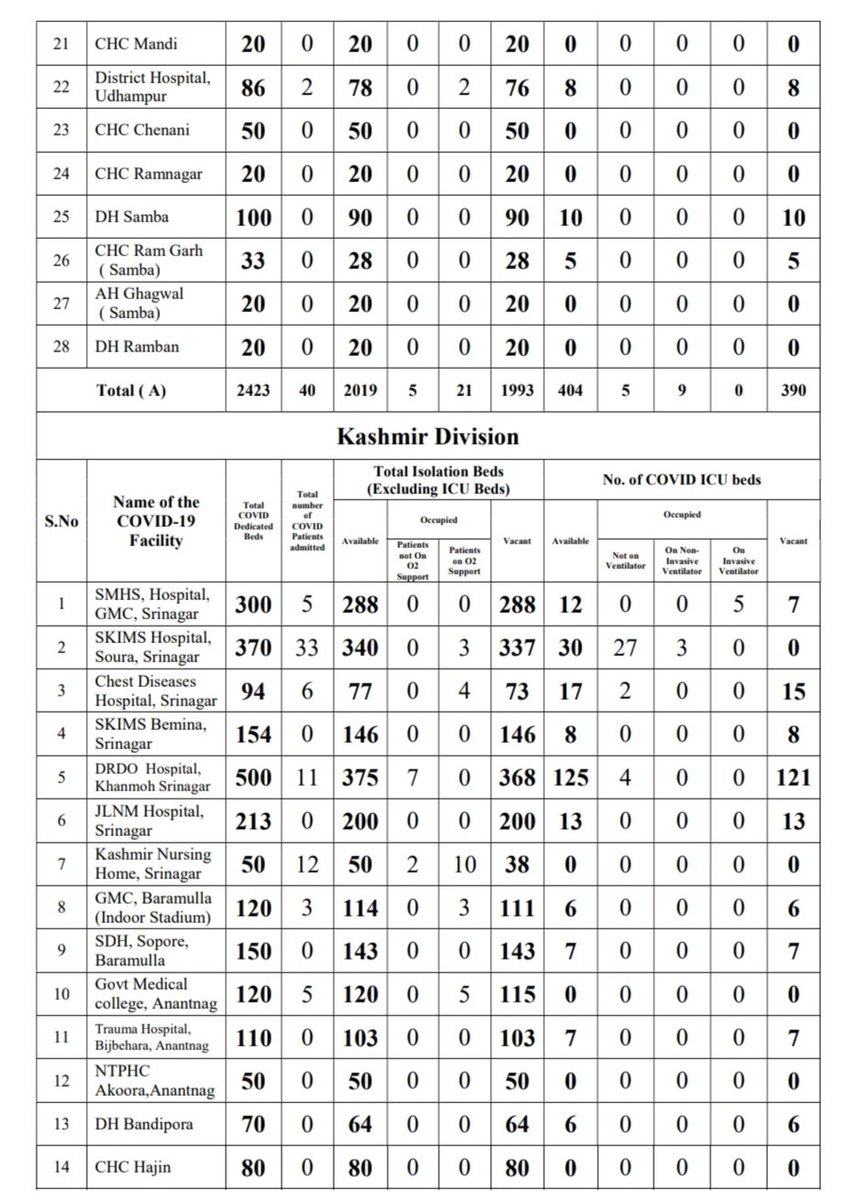 21 CHC Mandi 20 0 20 0 0 20 0 0 0 0 0
22 District Hospital, Udhampur 86 2 78 0 2 76 8 0 0 0 8
23 CHC Chenani 50 0 50 0 0 50 0 0 0 0 0
24 CHC Ramnagar 20 0 20 0 0 20 0 0 0 0 0
25 DH Samba 100 0 90 0 0 90 10 0 0 0 10
26 CHC Ram Garh ( Samba) 33 0 28 0 0 28 5 0 0 0 5
27 AH Ghagwal ( Samba) 20 0 20 0 0 20 0 0 0 0 0
28 DH Ramban 20 0 20 0 0 20 0 0 0 0 0
Total ( A) 2423 40 2019 5 21 1993 404 5 9 0 390
Kashmir Division
S.No
Name of the COVID-19 Facility
Total COVID Dedicated Beds
Total number of COVID Patients admitted
Total Isolation Beds (Excluding ICU Beds)
No. of COVID ICU beds
Available
Occupied
Patients not On O2 Support
Patients on O2 Support
Vacant
Available
Occupied
Not on Ventilator
On Non-Invasive Ventilator
On Invasive Ventilator
Vacant
1 SMHS, Hospital, GMC, Srinagar 300 5 288 0 0 288 12 0 0 5 7
2 SKIMS Hospital, Soura, Srinagar 370 33 340 0 3 337 30 27 3 0 0
3 Chest Diseases Hospital, Srinagar 94 6 77 0 4 73 17 2 0 0 15
4 SKIMS Bemina, Srinagar 154 0 146 0 0 146 8 0 0 0 8
5 DRDO Hospital, Khanmoh Srinagar 500 11 375 7 0 368 125 4 0 0 121
6 JLNM Hospital, Srinagar 213 0 200 0 0 200 13 0 0 0 13
7 Kashmir Nursing Home, Srinagar 50 12 50 2 10 38 0 0 0 0 0
8 GMC, Baramulla (Indoor Stadium) 120 3 114 0 3 111 6 0 0 0 6
9 SDH, Sopore, Baramulla 150 0 143 0 0 143 7 0 0 0 7
10 Govt Medical college, Anantnag 120 5 120 0 5 115 0 0 0 0 0
11 Trauma Hospital, Bijbehara, Anantnag 110 0 103 0 0 103 7 0 0 0 7
12 NTPHC Akoora,Anantnag 50 0 50 0 0 50 0 0 0 0 0
13 DH Bandipora 70 0 64 0 0 64 6 0 0 0 6
14 CHC Hajin 80 0 80 0 0 80 0 0 0 0 0